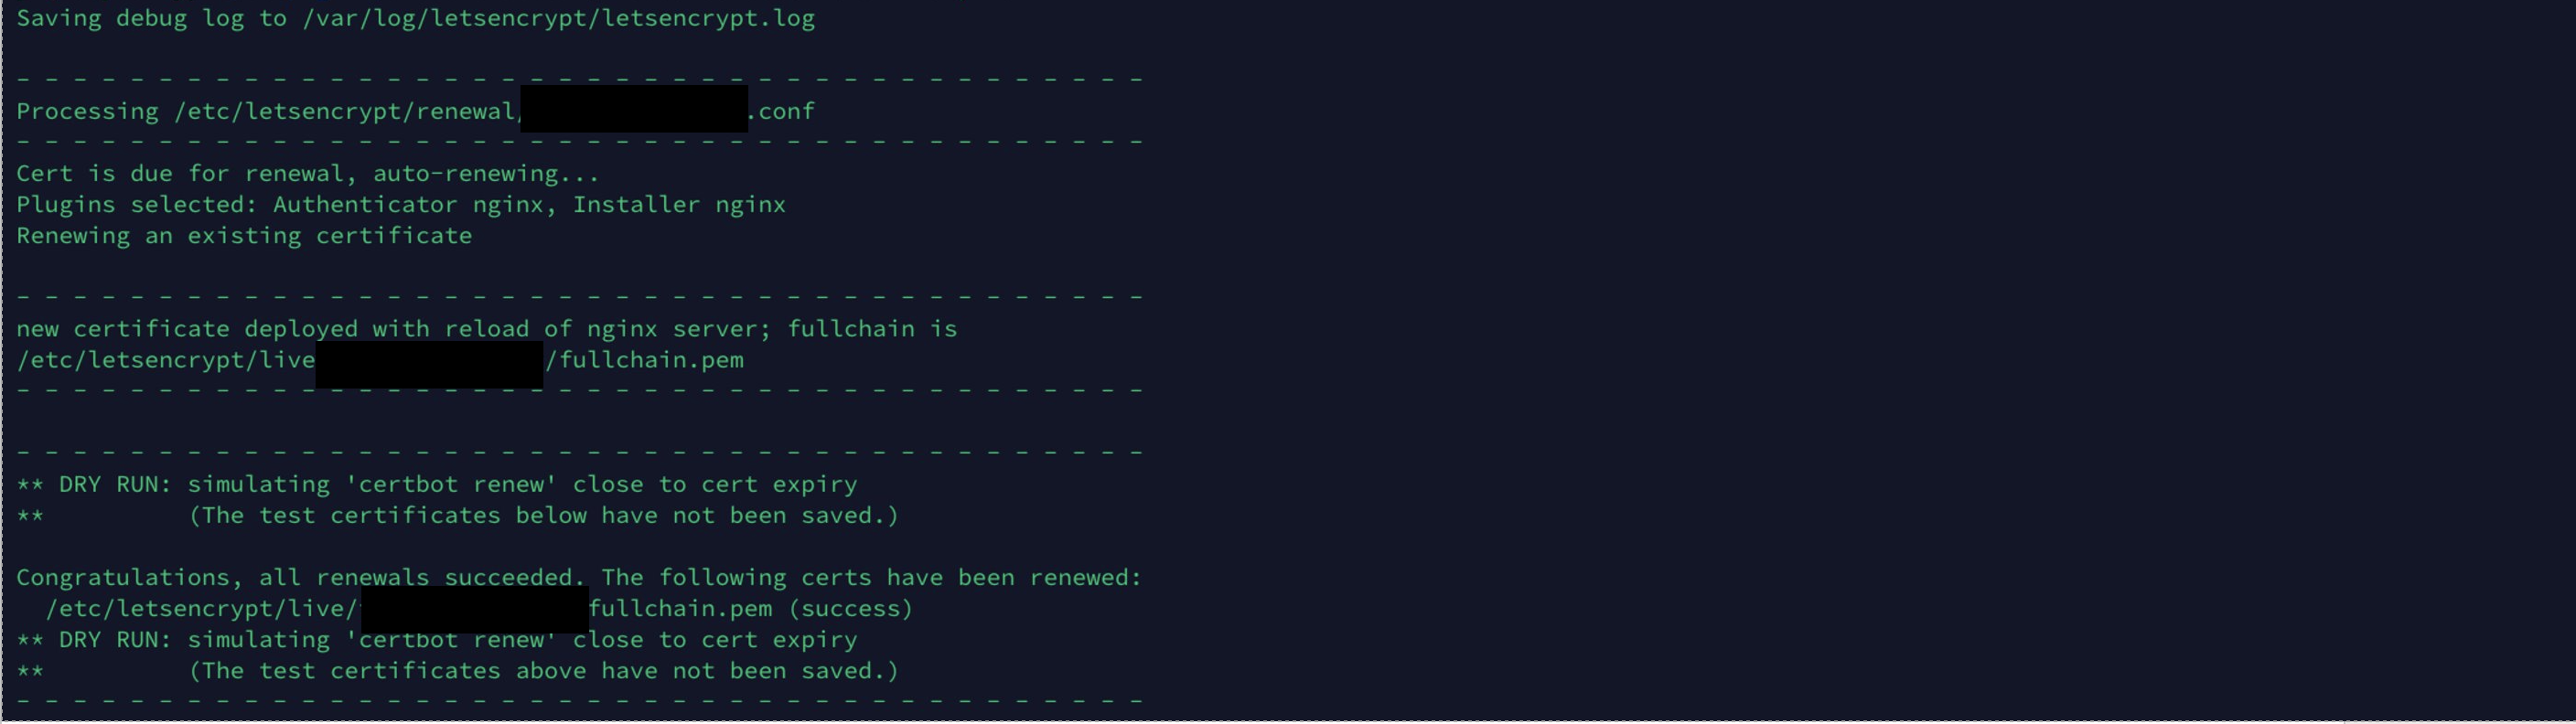 Saving debug log to /var/log/letsencrypt/letsencrypt.log
- - - - - - - - - - - - - - - - - - - - - - - - - - - - - - - - - - - - - - - -
Processing /etc/letsencrypt/renewal/ .conf
- - - - - - - - - - - - - - - - - - - - - - - - - - - - - - - - - - - - - - - -
Cert is due for renewal, auto-renewing...
Plugins selected: Authenticator nginx, Installer nginx
Renewing an existing certificate
- - - - - - - - - - - - - - - - - - - - - - - - - - - - - - - - - - - - - - - -
new certificate deployed with reload of nginx server; fullchain is
/etc/letsencrypt/live /fullchain.pem
- - - - - - - - - - - - - - - - - - - - - - - - - - - - - - - - - - - - - - - -
- - - - - - - - - - - - - - - - - - - - - - - - - - - - - - - - - - - - - - - -
** DRY RUN: simulating 'certbot renew' close to cert expiry
**          (The test certificates below have not been saved.)
Congratulations, all renewals succeeded. The following certs have been renewed:
  /etc/letsencrypt/live/ fullchain.pem (success)
** DRY RUN: simulating 'certbot renew' close to cert expiry
**          (The test certificates above have not been saved.)
- - - - - - - - - - - - - - - - - - - - - - - - - - - - - - - - - - - - - - - -